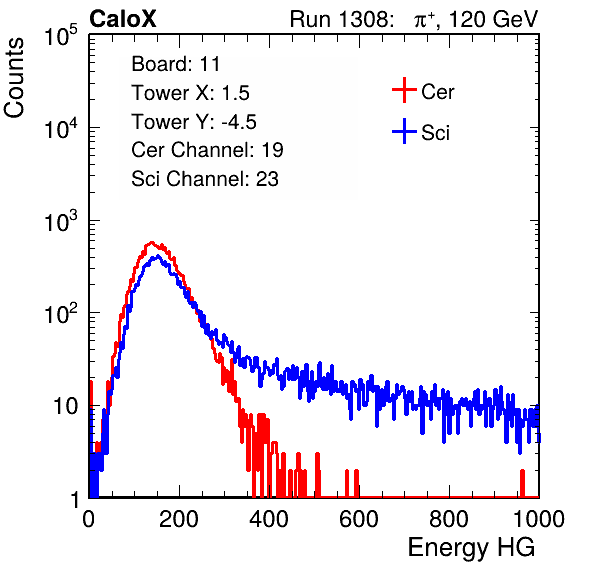 CaloX Run 1308: π⁺, 120 GeV
Counts
10⁵
10⁴
10³
10²
10
1
Board: 11
Tower X: 1.5
Tower Y: -4.5
Cer Channel: 19
Sci Channel: 23
Cer
Sci
0 200 400 600 800 1000
Energy HG